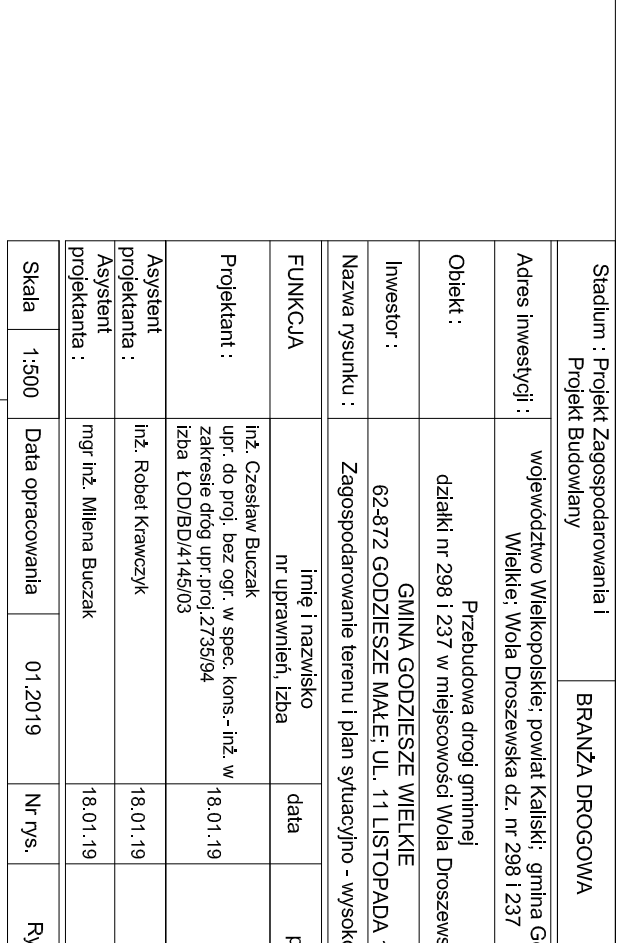 Stadium : Projekt Zagospodarowania i
Projekt Budowlany
BRANŻA DROGOWA
Adres inwestycji :
województwo Wielkopolskie; powiat Kaliski; gmina
Wielkie; Wola Droszewska dz. nr 298 i 237
Obiekt :
Przebudowa drogi gminnej
działki nr 298 i 237 w miejscowości Wola
Inwestor :
GMINA GODZIESZE WIELKIE
62-872 GODZIESZE MAŁE; UL. 11 LISTOPADA
Nazwa rysunku :
Zagospodarowanie terenu i plan sytuacyjno -
FUNKCJA
imię i nazwisko
nr uprawnień, izba
data
Projektant :
inż. Czesław Buczak
upr. do proj. bez ogr. w spec. kons.- inż. w
zakresie dróg upr.proj.2735/94
izba ŁOD/BD/4145/03
18.01.19
Asystent
projektanta :
inż. Robet Krawczyk
18.01.19
Asystent
projektanta :
mgr inż. Milena Buczak
18.01.19
Skala
1:500
Data opracowania
01.2019
Nr rys.